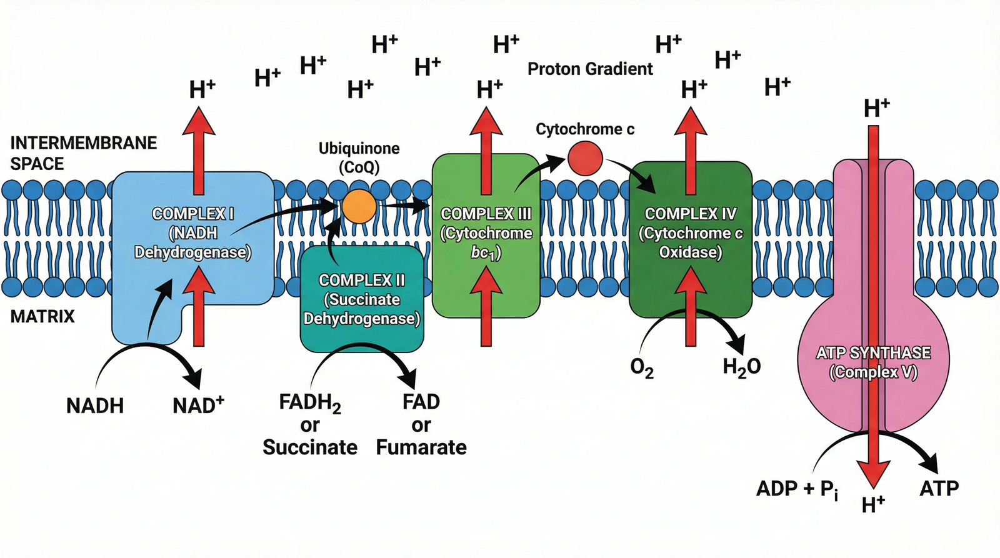 H⁺
H⁺
H⁺
H⁺
H⁺
H⁺
H⁺
H⁺
H⁺
Proton Gradient
H⁺
H⁺
H⁺
H⁺
H⁺
INTERMEMBRANE
SPACE
Ubiquinone
(CoQ)
Cytochrome c
COMPLEX I
(NADH
Dehydrogenase)
COMPLEX II
(Succinate
Dehydrogenase)
COMPLEX III
(Cytochrome
bc₁)
COMPLEX IV
(Cytochrome c
Oxidase)
ATP SYNTHASE
(Complex V)
MATRIX
NADH
NAD⁺
FADH₂
or
Succinate
FAD
or
Fumarate
O₂
H₂O
ADP + Pᵢ
H⁺
ATP